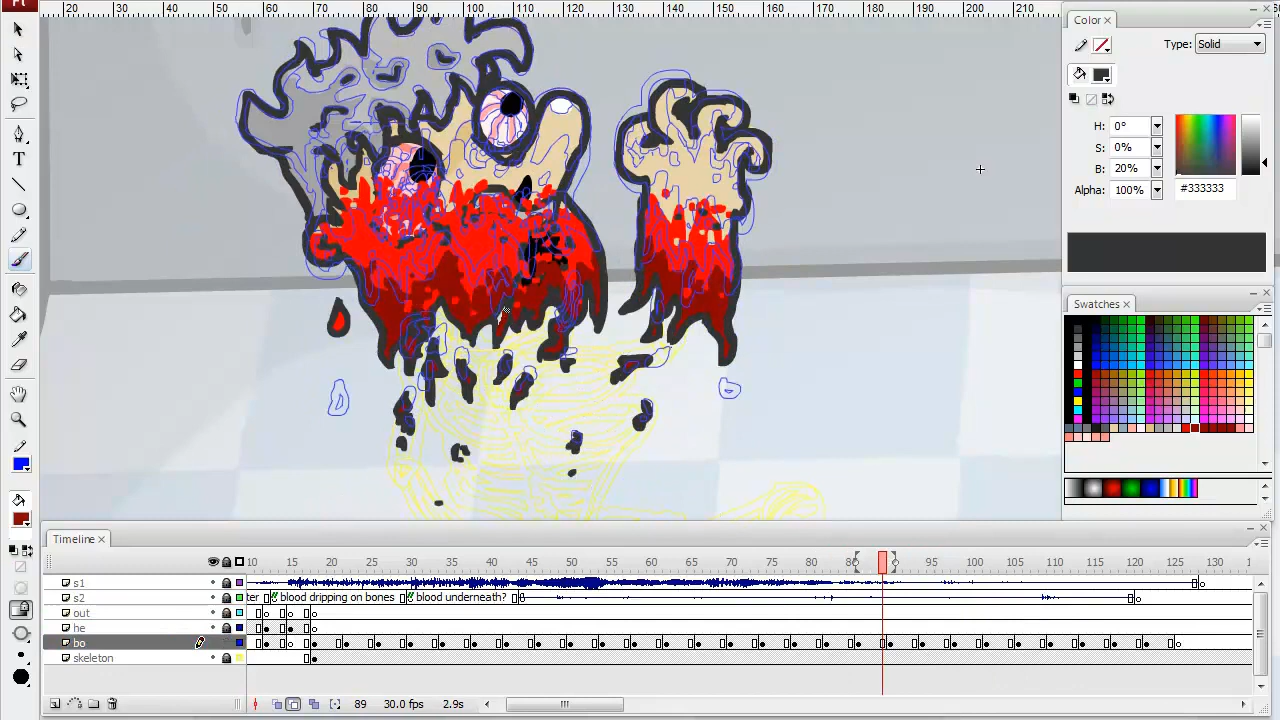 Fl
20 30 40 50 60 70 80 90 100 110 120 130 140 150 160 170 180 190 200 210
Color ×
Type: Solid
H: 0°
S: 0%
B: 20%
Alpha: 100% #333333
Swatches ×
Timeline ×
10 15 20 25 30 35 40 45 50 55 60 65 70 75 80 85 90 95 100 105 110 115 120 125 130
s1
s2 ter blood dripping on bones blood underneath?
out
he
bo
skeleton
89 30.0 fps 2.9s